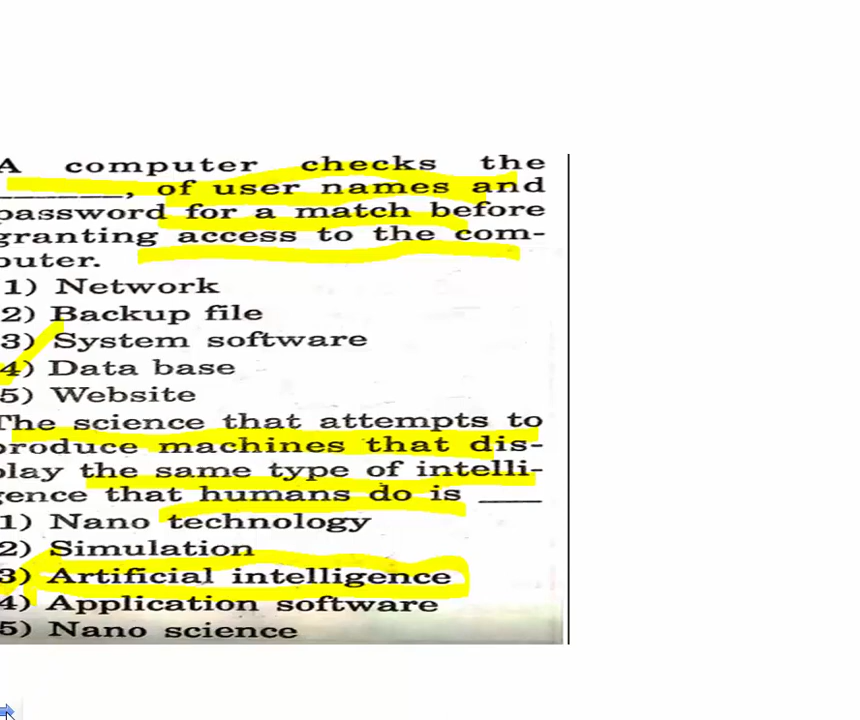 A computer checks the
______, of user names and
password for a match before
granting access to the com-
puter.
1) Network
2) Backup file
3) System software
4) Data base
5) Website
The science that attempts to
produce machines that dis-
play the same type of intelli-
gence that humans do is ____
1) Nano technology
2) Simulation
3) Artificial intelligence
4) Application software
5) Nano science